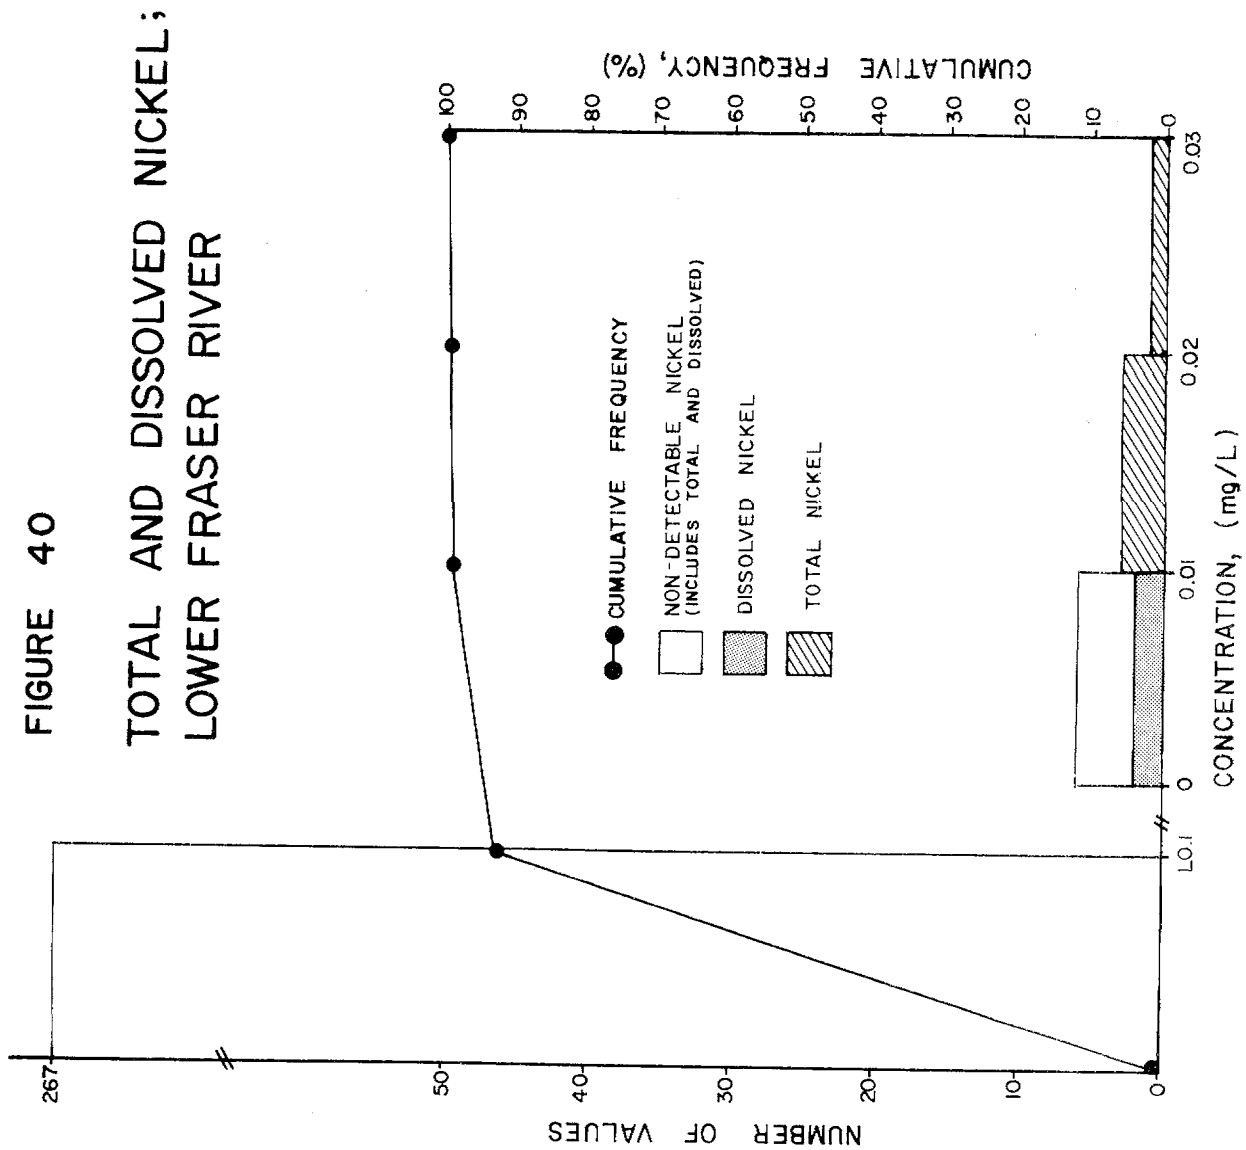 FIGURE 40
TOTAL AND DISSOLVED NICKEL;
LOWER FRASER RIVER
267
50
40
30
20
10
0
NUMBER OF VALUES
CUMULATIVE FREQUENCY
NON-DETECTABLE NICKEL
(INCLUDES TOTAL AND DISSOLVED)
DISSOLVED NICKEL
TOTAL NICKEL
100
90
80
70
60
50
40
30
20
10
0
CUMULATIVE FREQUENCY, (%)
L0.1
0
0.01
0.02
0.03
CONCENTRATION, (mg/L)